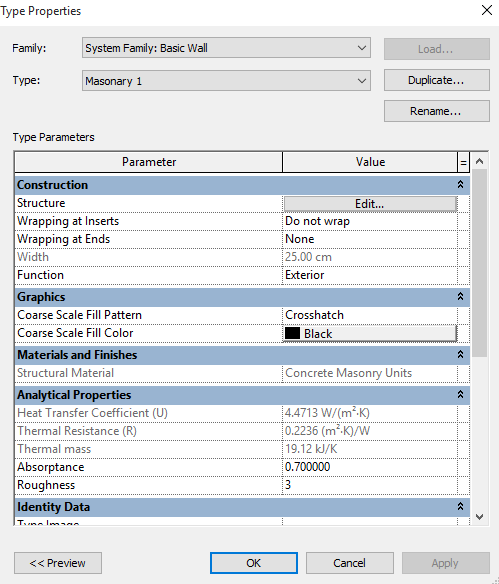 Type Properties
Family: System Family: Basic Wall Load...
Type: Masonary 1 Duplicate...
Rename...
Type Parameters
Parameter Value =
Construction
Structure Edit...
Wrapping at Inserts Do not wrap
Wrapping at Ends None
Width 25.00 cm
Function Exterior
Graphics
Coarse Scale Fill Pattern Crosshatch
Coarse Scale Fill Color Black
Materials and Finishes
Structural Material Concrete Masonry Units
Analytical Properties
Heat Transfer Coefficient (U) 4.4713 W/(m²·K)
Thermal Resistance (R) 0.2236 (m²·K)/W
Thermal mass 19.12 kJ/K
Absorptance 0.700000
Roughness 3
Identity Data
Type Image
<< Preview OK Cancel Apply